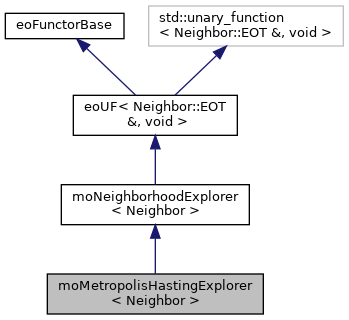 eoFunctorBase
std::unary_function
< Neighbor::EOT &, void >
eoUF< Neighbor::EOT
&, void >
moNeighborhoodExplorer
< Neighbor >
moMetropolisHastingExplorer
< Neighbor >